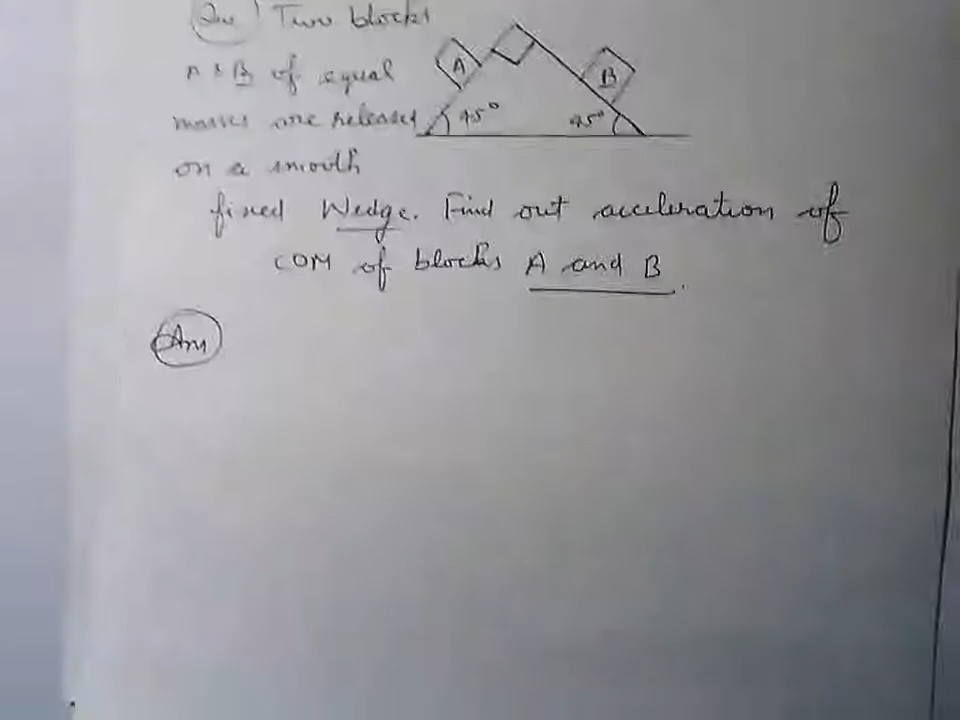 Qus) Two blocks
A & B of equal
masses are released
on a smooth
fixed Wedge. Find out acceleration of
COM of blocks A and B.
A
B
45°
45°
Ans